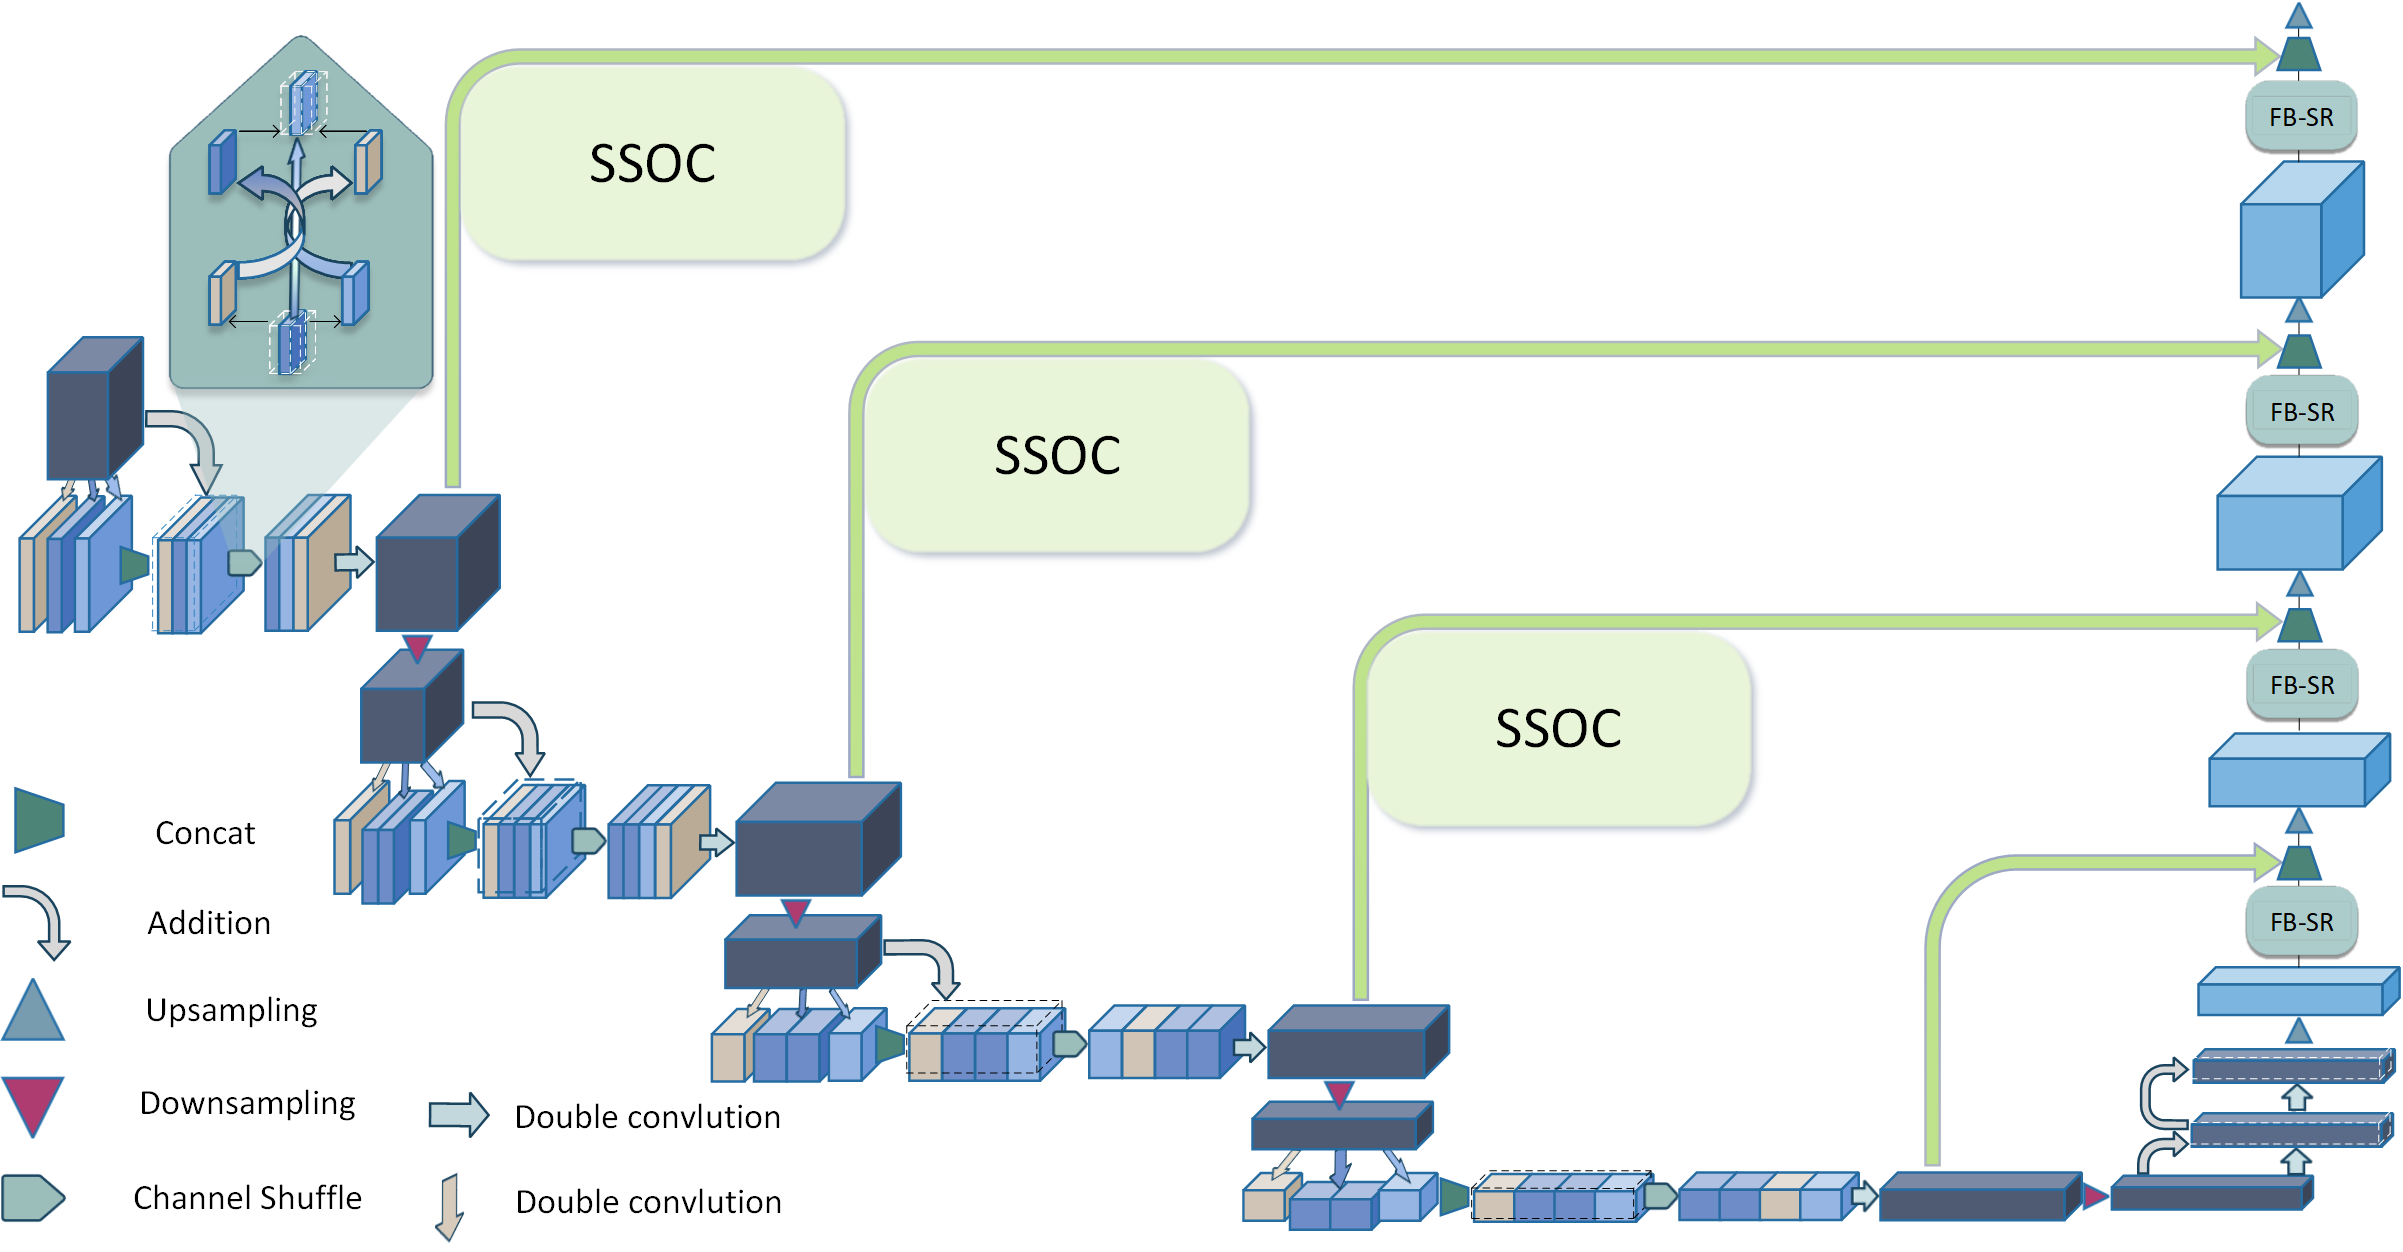 SSOC
FB-SR
SSOC
FB-SR
SSOC
FB-SR
FB-SR
Concat
Addition
Upsampling
Downsampling
Channel Shuffle
Double convlution
Double convlution